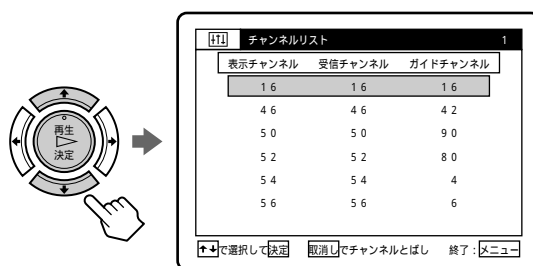 チャンネルリスト 1
表示チャンネル 受信チャンネル ガイドチャンネル
16 16 16
46 46 42
50 50 90
52 52 80
54 54 4
56 56 6
再生
決定
↑↓で選択して決定 取消しでチャンネルとばし 終了:メニュー